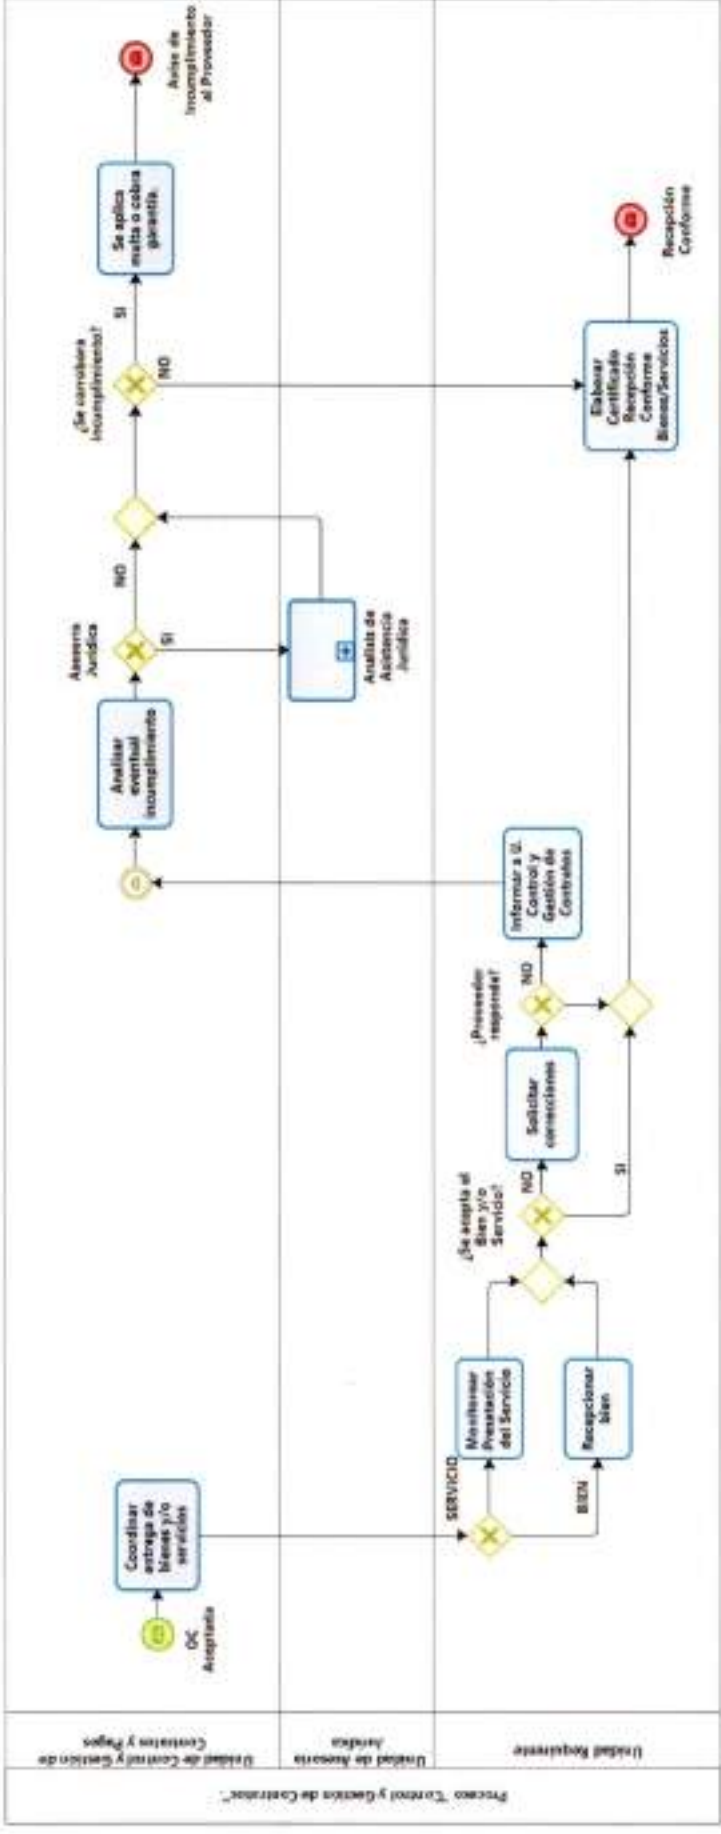 Proceso "Control y Gestión de Contratos".
Unidad de Control y Gestión de
Contratos y Pagos
Unidad de Asesoría
Jurídica
Unidad Requirente
OC
Aceptada
Coordinar
entrega de
bienes y/o
servicios
SERVICIO
BIEN
Monitorear
Prestación
del Servicio
Recepcionar
bien
¿Se acepta el
Bien y/o
Servicio?
NO
SI
Solicitar
correcciones
¿Proveedor
responde?
NO
Informar a U.
Control y
Gestión de
Contratos
Analizar
eventual
incumplimiento
Asesoría
Jurídica
NO
SI
Analisis de
Asistencia
Juridica
¿Se corrobora
incumplimiento?
SI
NO
Se aplica
multa o cobra
garantía.
Aviso de
Incumplimiento
al Proveedor
Elaborar
Certificado
Recepción
Conforme
Bienes/Servicios
Recepción
Conforme